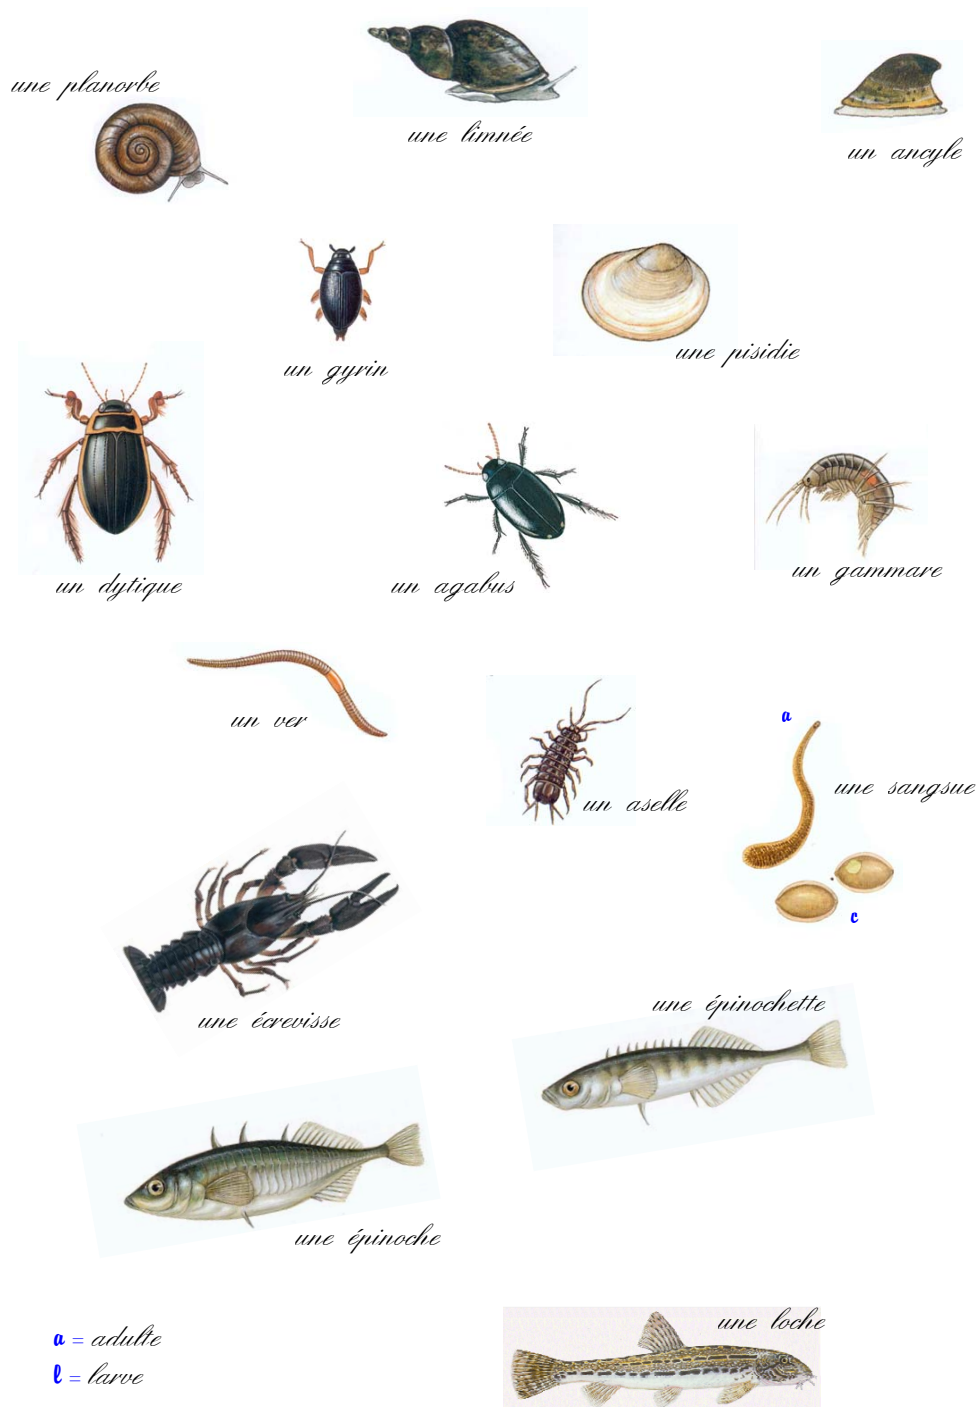 une planorbe
une limnée
un ancyle
un gyrin
une pisidie
un dytique
un agabus
un gammare
un ver
a
un aselle
une sangsue
c
une écrevisse
une épinochette
une épinoche
une loche
a = adulte
l = larve